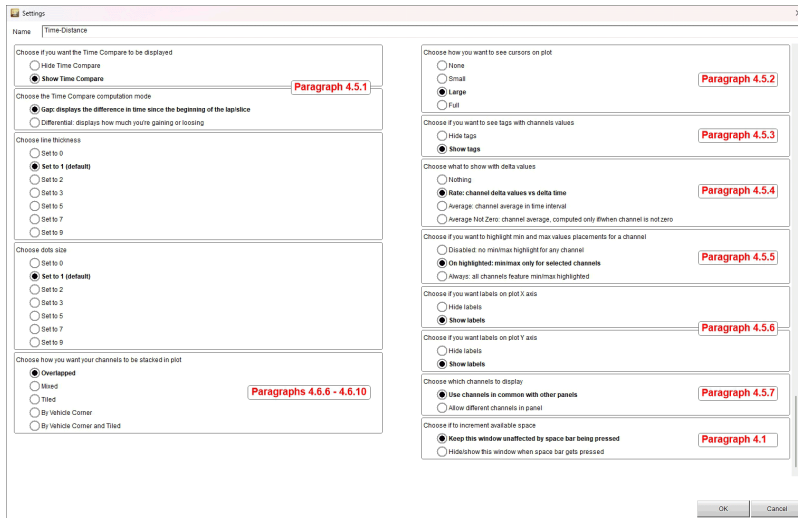 Settings
Name Time-Distance
Choose if you want the Time Compare to be displayed
Hide Time Compare
Show Time Compare
Paragraph 4.5.1
Choose the Time Compare computation mode
Gap: displays the difference in time since the beginning of the lap/slice
Differential: displays how much you're gaining or loosing
Choose line thickness
Set to 0
Set to 1 (default)
Set to 2
Set to 3
Set to 5
Set to 7
Set to 9
Choose dots size
Set to 0
Set to 1 (default)
Set to 2
Set to 3
Set to 5
Set to 7
Set to 9
Choose how you want your channels to be stacked in plot
Overlapped
Mixed
Tiled
By Vehicle Corner
By Vehicle Corner and Tiled
Paragraphs 4.6.6 - 4.6.10
Choose how you want to see cursors on plot
None
Small
Large
Full
Paragraph 4.5.2
Choose if you want to see tags with channels values
Hide tags
Show tags
Paragraph 4.5.3
Choose what to show with delta values
Nothing
Rate: channel delta values vs delta time
Average: channel average in time interval
Average Not Zero: channel average, computed only if/when channel is not zero
Paragraph 4.5.4
Choose if you want to highlight min and max values placements for a channel
Disabled: no min/max highlight for any channel
On highlighted: min/max only for selected channels
Always: all channels feature min/max highlighted
Paragraph 4.5.5
Choose if you want labels on plot X axis
Hide labels
Show labels
Paragraph 4.5.6
Choose if you want labels on plot Y axis
Hide labels
Show labels
Choose which channels to display
Use channels in common with other panels
Allow different channels in panel
Paragraph 4.5.7
Choose if to increment available space
Keep this window unaffected by space bar being pressed
Hide/show this window when space bar gets pressed
Paragraph 4.1
OK
Cancel